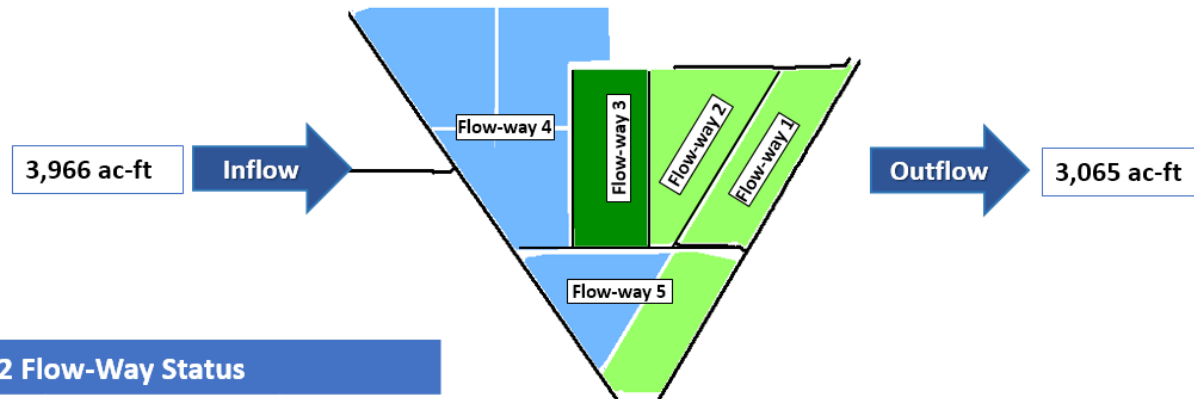 3,966 ac-ft
Inflow
Flow-way 4
Flow-way 3
Flow-way 2
Flow-way 1
Outflow
3,065 ac-ft
Flow-way 5
2 Flow-Way Status